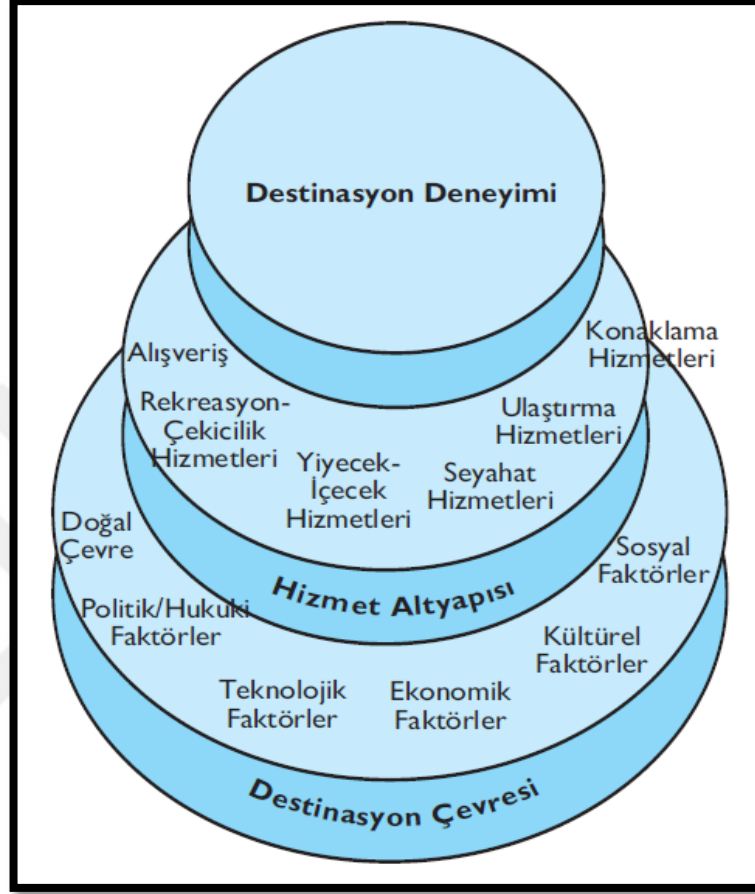 Destinasyon Deneyimi
Alışveriş
Konaklama
Hizmetleri
Rekreasyon-
Çekicilik
Hizmetleri
Yiyecek-
İçecek
Hizmetleri
Seyahat
Hizmetleri
Ulaştırma
Hizmetleri
Hizmet Altyapısı
Doğal
Çevre
Politik/Hukuki
Faktörler
Teknolojik
Faktörler
Ekonomik
Faktörler
Kültürel
Faktörler
Sosyal
Faktörler
Destinasyon Çevresi